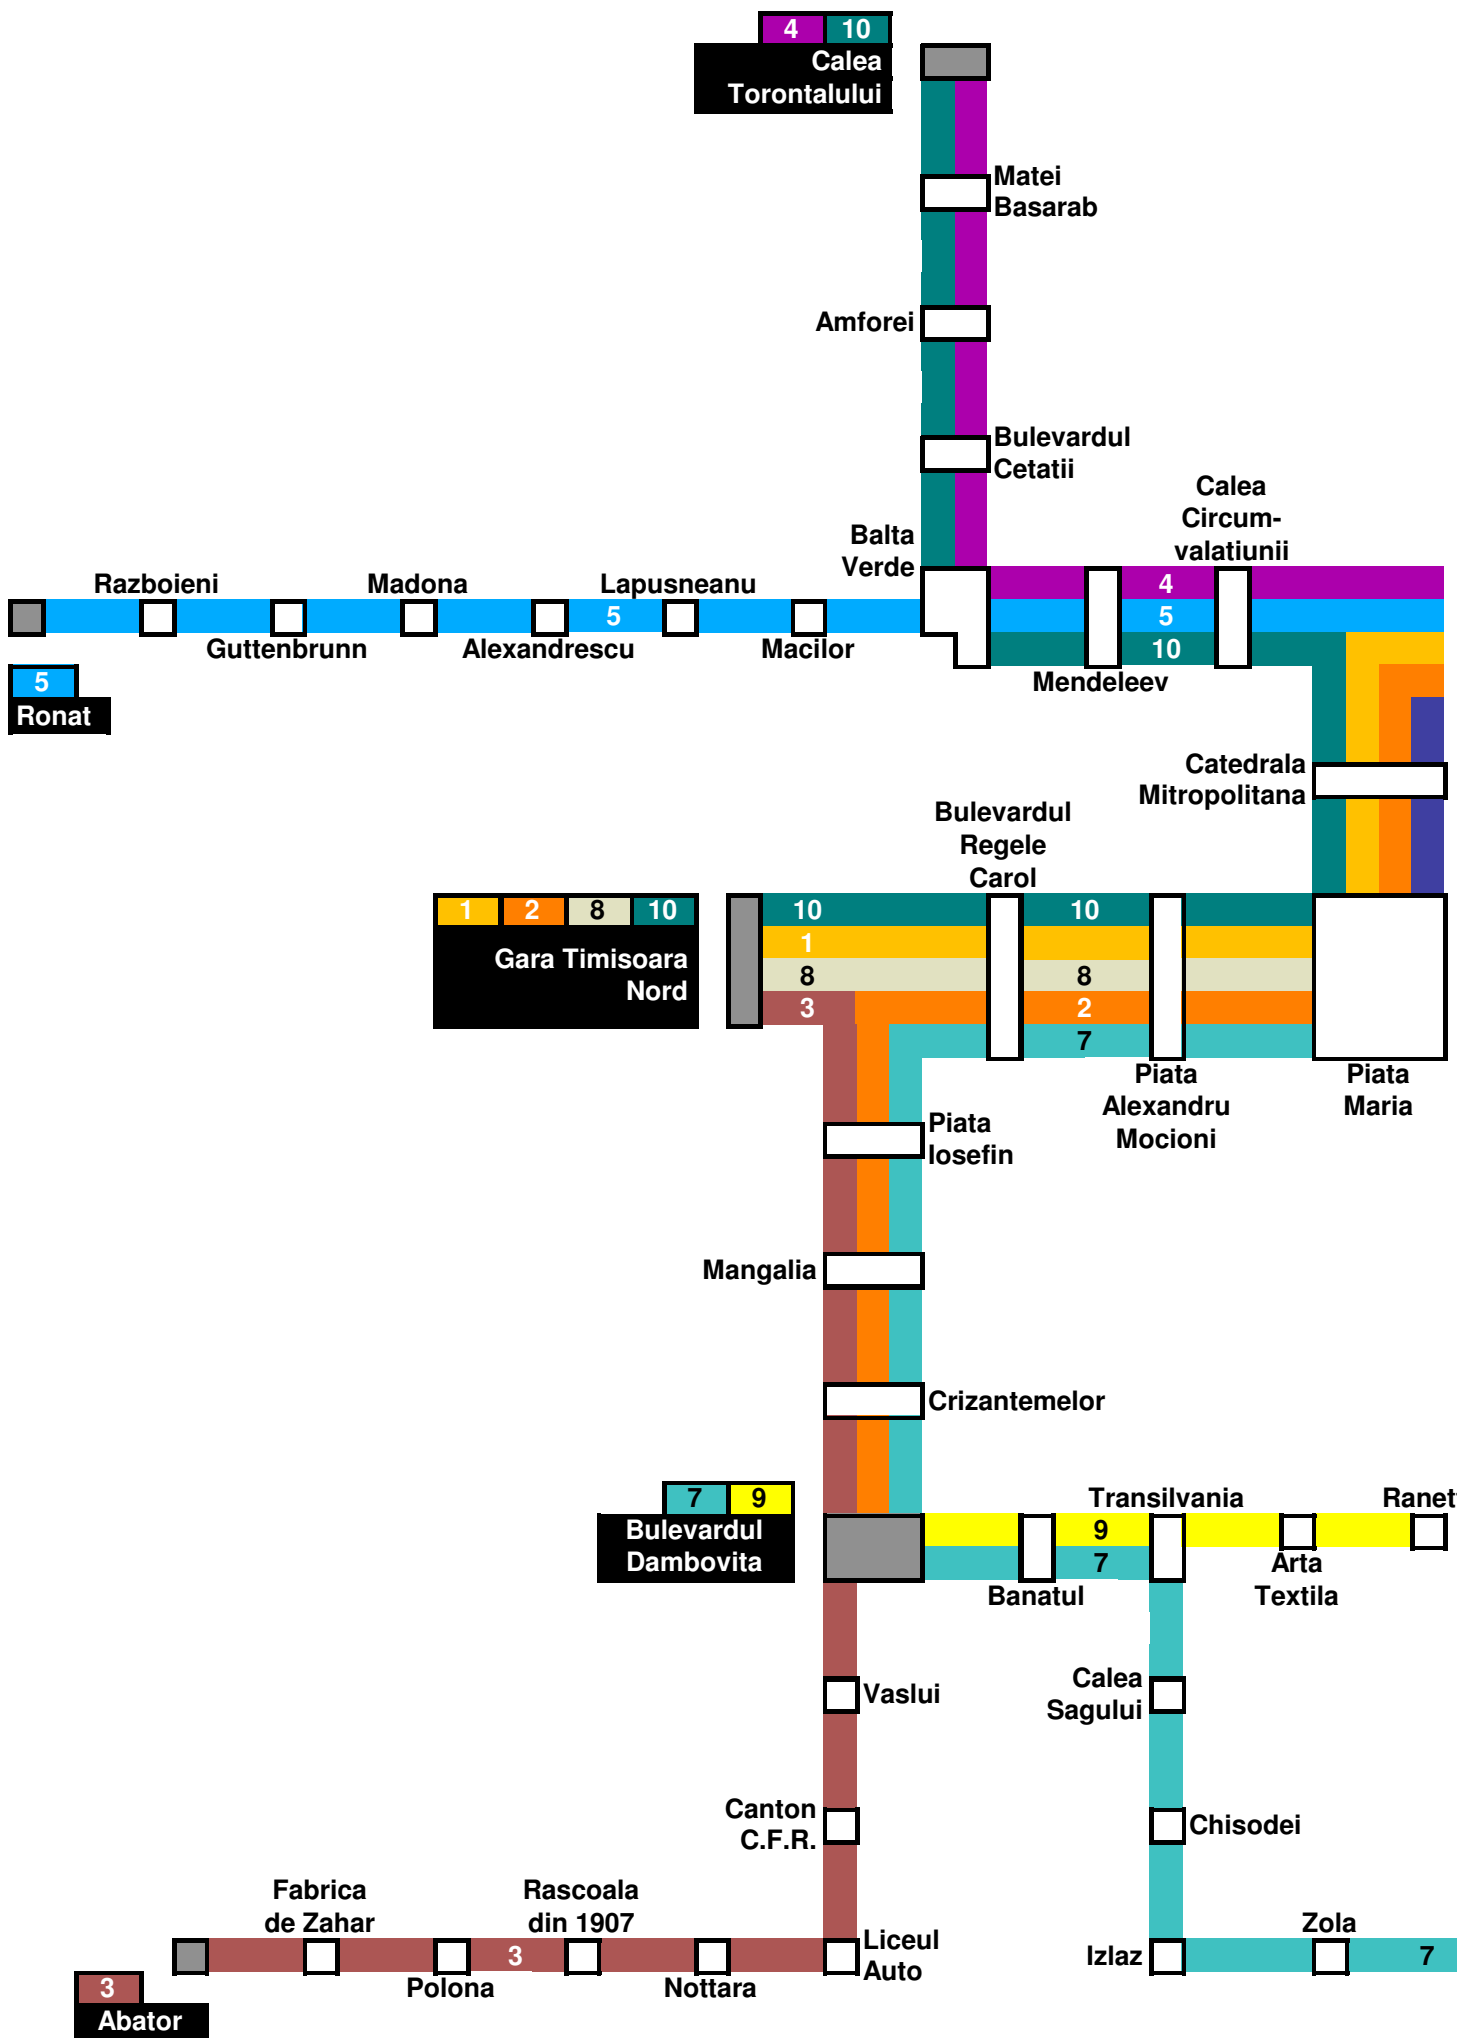 4 10
Calea
Torontalului
Matei
Basarab
Amforei
Bulevardul
Cetatii
Calea
Circum-
valatiunii
Balta
Verde
Razboieni
Madona
Lapusneanu
4
5
5
10
Guttenbrunn
Alexandrescu
Macilor
Mendeleev
5
Ronat
Catedrala
Mitropolitana
Bulevardul
Regele
Carol
1 2 8 10
Gara Timisoara
Nord
10
10
1
8
8
3
2
7
Piata
Alexandru
Mocioni
Piata
Maria
Piata
Iosefin
Mangalia
Crizantemelor
7 9
Bulevardul
Dambovita
Transilvania
Ranet
9
7
Banatul
Arta
Textila
Vaslui
Calea
Sagului
Canton
C.F.R.
Chisodei
Fabrica
de Zahar
Rascoala
din 1907
Liceul
Auto
Izlaz
Zola
3
7
Polona
Nottara
3
Abator